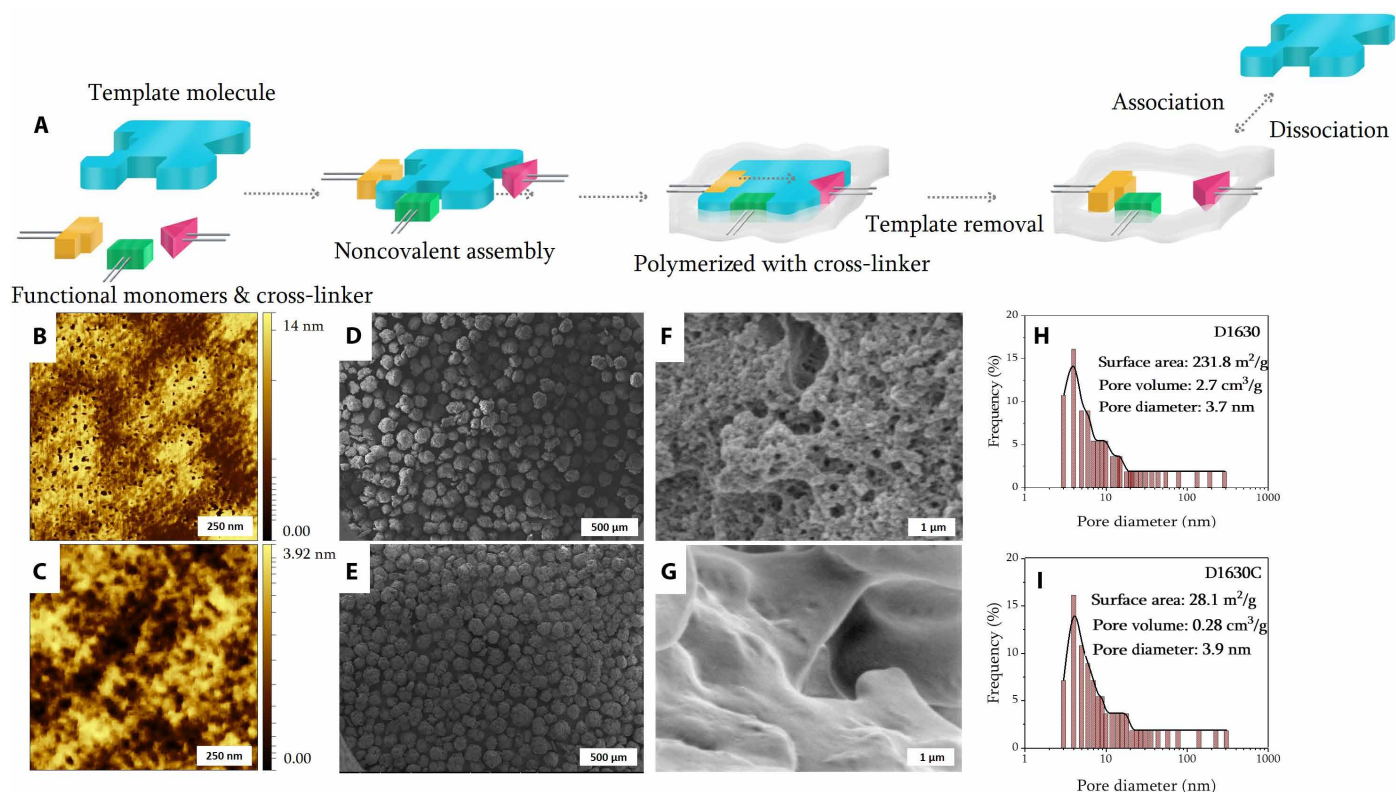 Template molecule
Association
Dissociation
A
Template removal
Noncovalent assembly
Polymerized with cross-linker
Functional monomers & cross-linker
B
14 nm
250 nm
0.00
D
500 µm
F
1 µm
H
D1630
Surface area: 231.8 m²/g
Pore volume: 2.7 cm³/g
Pore diameter: 3.7 nm
Frequency (%)
20
15
10
5
0
1
10
100
1000
Pore diameter (nm)
C
3.92 nm
250 nm
0.00
E
500 µm
G
1 µm
I
D1630C
Surface area: 28.1 m²/g
Pore volume: 0.28 cm³/g
Pore diameter: 3.9 nm
Frequency (%)
20
15
10
5
0
1
10
100
1000
Pore diameter (nm)